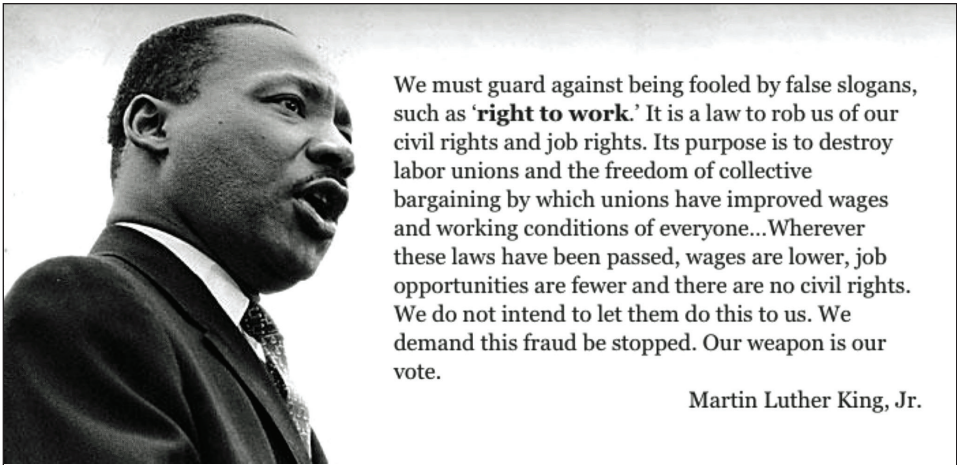 We must guard against being fooled by false slogans,
such as ‘right to work.’ It is a law to rob us of our
civil rights and job rights. Its purpose is to destroy
labor unions and the freedom of collective
bargaining by which unions have improved wages
and working conditions of everyone...Wherever
these laws have been passed, wages are lower, job
opportunities are fewer and there are no civil rights.
We do not intend to let them do this to us. We
demand this fraud be stopped. Our weapon is our
vote.
Martin Luther King, Jr.